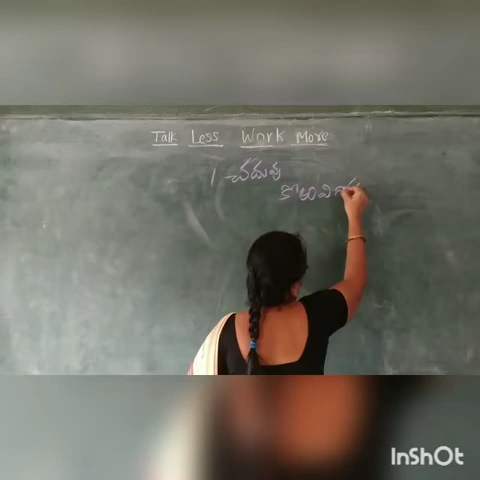 Talk Less Work More
1 చదువు
InShOt